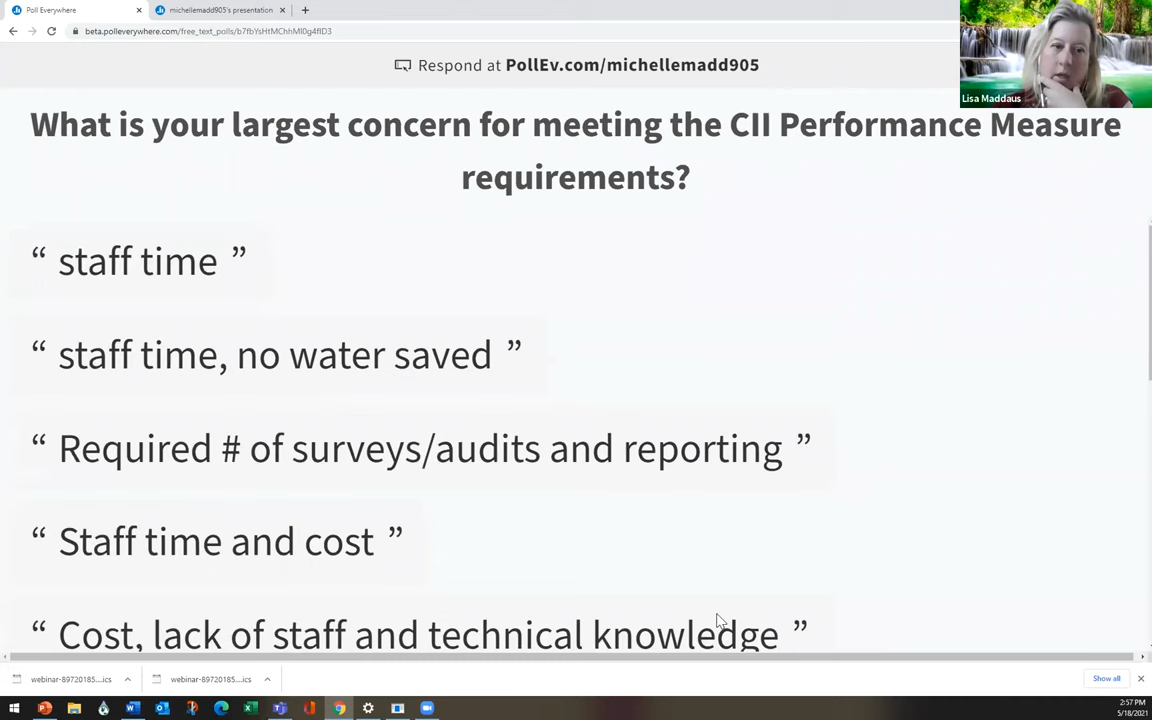 Poll Everywhere
michellemadd905's presentation
beta.polleverywhere.com/free_text_polls/b7fbYsHtMChhMl0g4flD3
Respond at PollEv.com/michellemadd905
Lisa Maddaus
What is your largest concern for meeting the CII Performance Measure
requirements?
“ staff time ”
“ staff time, no water saved ”
“ Required # of surveys/audits and reporting ”
“ Staff time and cost ”
“ Cost, lack of staff and technical knowledge ”
webinar-89720185....ics
webinar-89720185....ics
Show all
2:57 PM
5/18/2021